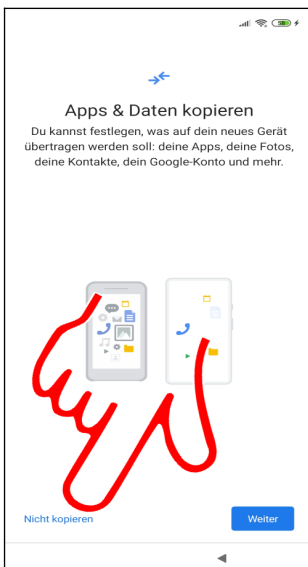 58
Apps & Daten kopieren
Du kannst festlegen, was auf dein neues Gerät
übertragen werden soll: deine Apps, deine Fotos,
deine Kontakte, dein Google-Konto und mehr.
Nicht kopieren
Weiter